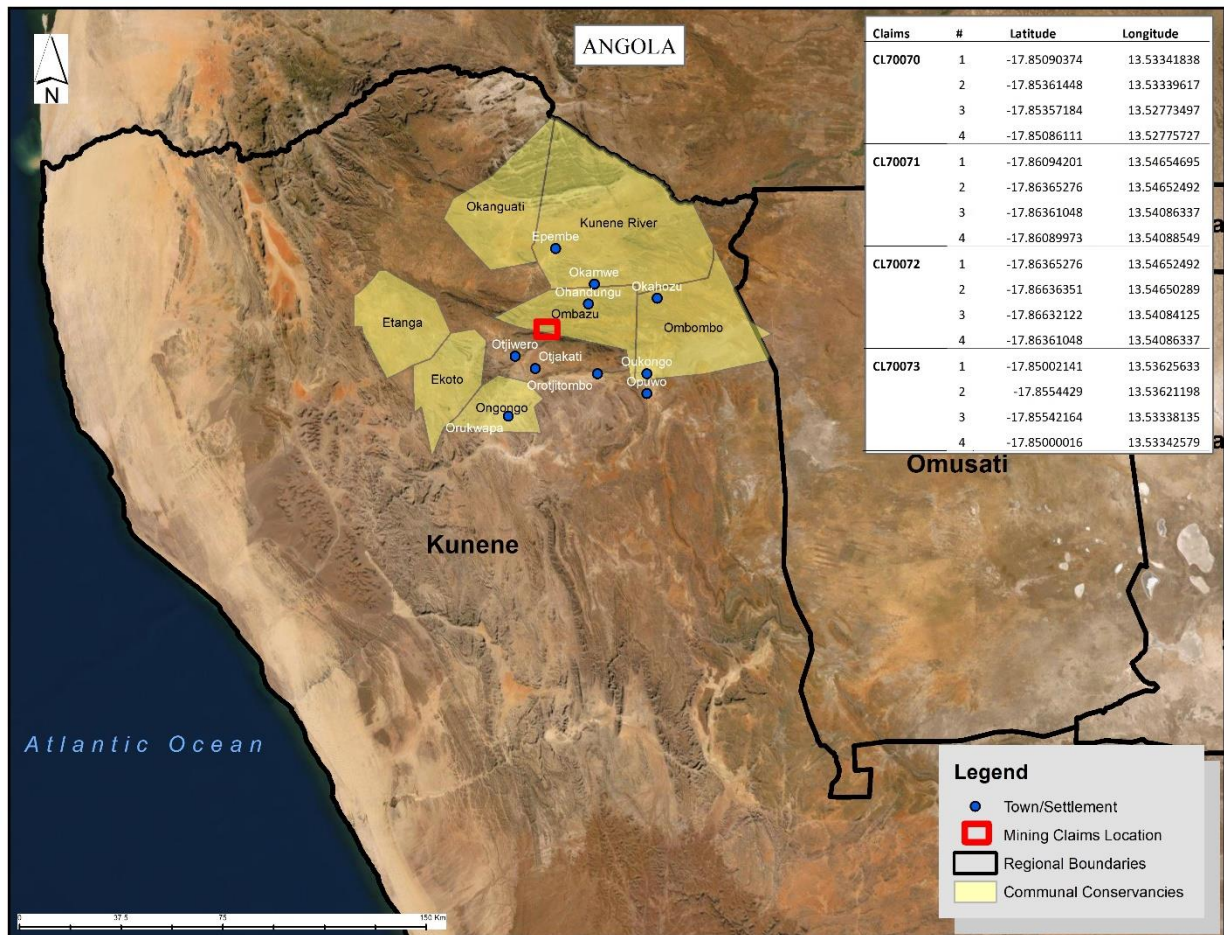 ANGOLA
N
Claims # Latitude Longitude
CL70070 1 -17.85090374 13.53341838
2 -17.85361448 13.53339617
3 -17.85357184 13.52773497
4 -17.85086111 13.52775727
CL70071 1 -17.86094201 13.54654695
2 -17.86365276 13.54652492
3 -17.86361048 13.54086337
4 -17.86089973 13.54088549
CL70072 1 -17.86365276 13.54652492
2 -17.86636351 13.54650289
3 -17.86632122 13.54084125
4 -17.86361048 13.54086337
CL70073 1 -17.85002141 13.53625633
2 -17.8554429 13.53621198
3 -17.85542164 13.53338135
4 -17.85000016 13.53342579
Okanguati
Kunene River
Epembe
Okamwe
Ohandungu
Okahozu
Ombazu
Etanga
Ombombo
Otjiwero
Otjakati
Oukongo
Ekoto
Orotjitombo
Opuwo
Ongongo
Orukwapa
Omusati
Kunene
Atlantic Ocean
Legend
Town/Settlement
Mining Claims Location
Regional Boundaries
Communal Conservancies
0 37.5 75 150 Km